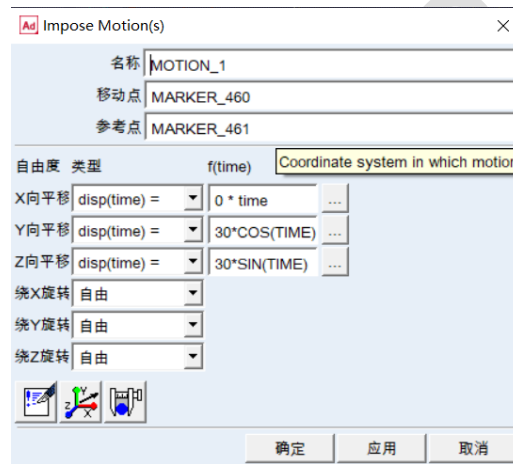 Ad Impose Motion(s)
名称 MOTION_1
移动点 MARKER_460
参考点 MARKER_461
自由度 类型 f(time) Coordinate system in which motion
X向平移 disp(time) = 0 * time ...
Y向平移 disp(time) = 30*COS(TIME) ...
Z向平移 disp(time) = 30*SIN(TIME) ...
绕X旋转 自由
绕Y旋转 自由
绕Z旋转 自由
Z Y X
确定 应用 取消